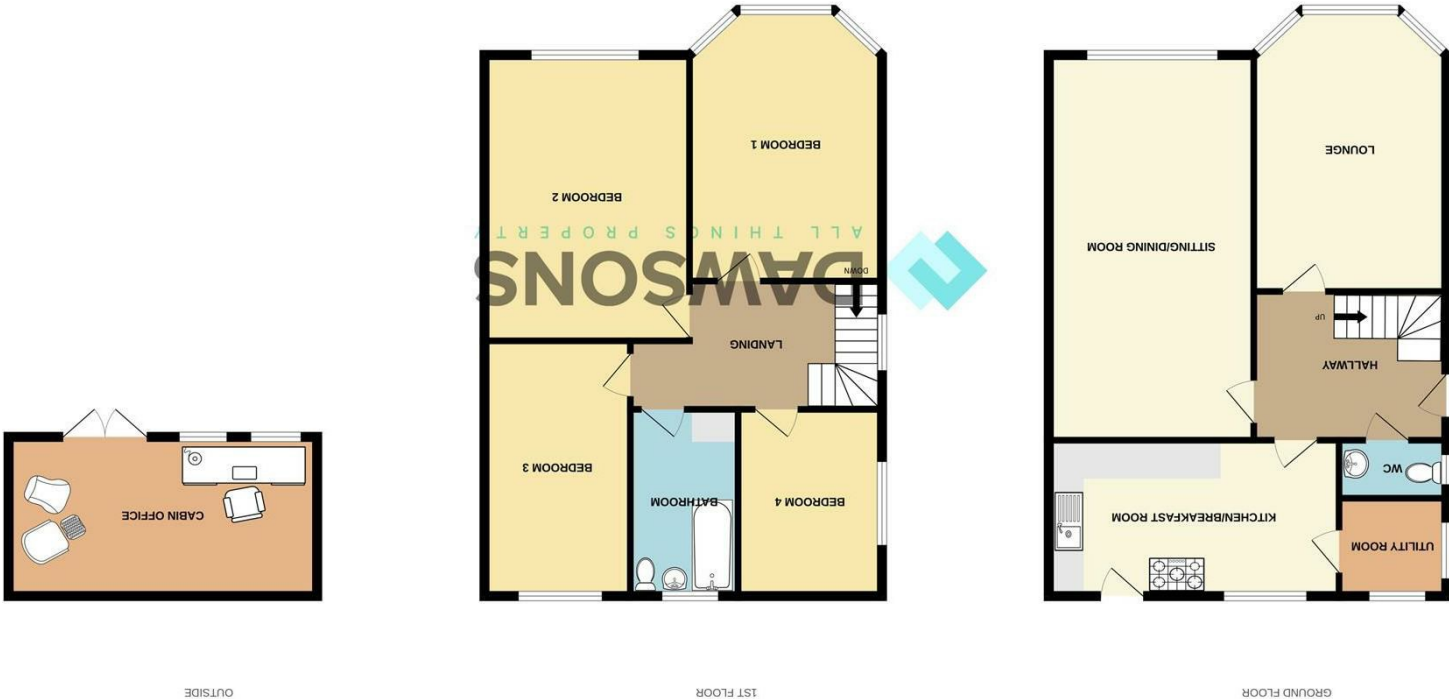 GROUND FLOOR
1ST FLOOR
OUTSIDE
UTILITY ROOM
KITCHEN/BREAKFAST ROOM
WC
HALLWAY
UP
SITTING/DINING ROOM
LOUNGE
BEDROOM 4
BATHROOM
BEDROOM 3
LANDING
DOWN
BEDROOM 2
BEDROOM 1
CABIN OFFICE
DAWSONS
ALL THINGS PROPERTY